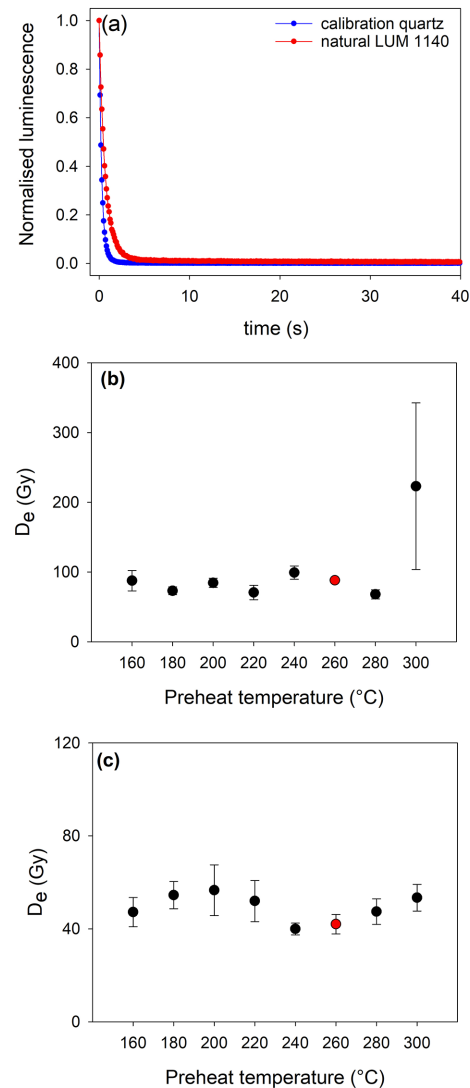 (a)
calibration quartz
natural LUM 1140
Normalised luminescence
1.0
0.8
0.6
0.4
0.2
0.0
0 10 20 30 40
time (s)
(b)
De (Gy)
400
300
200
100
0
160 180 200 220 240 260 280 300
Preheat temperature (°C)
(c)
De (Gy)
120
80
40
0
160 180 200 220 240 260 280 300
Preheat temperature (°C)